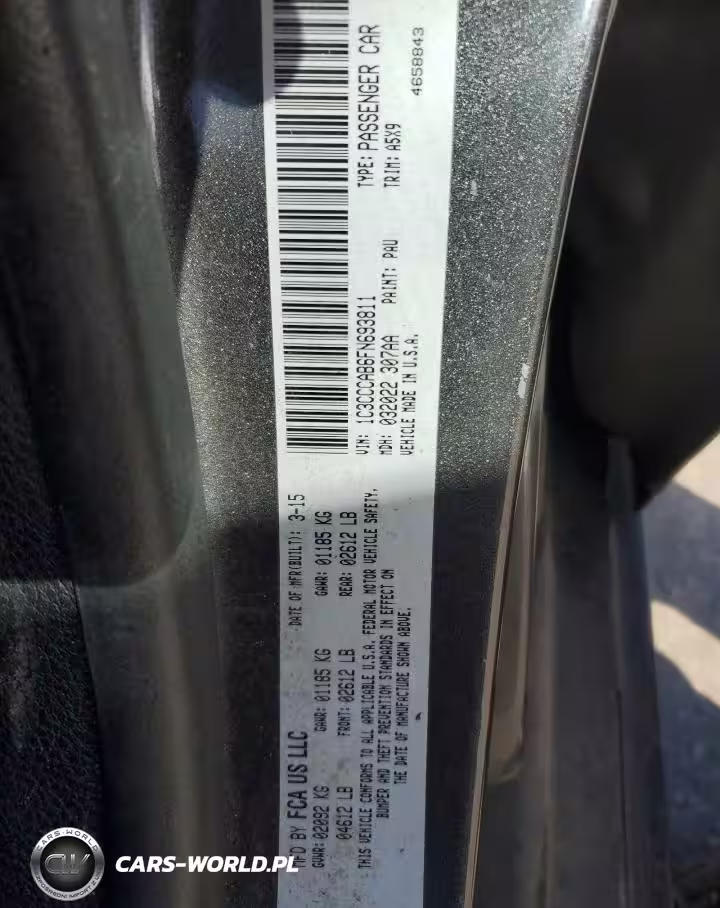 MFD BY FCA US LLC
DATE OF MFR(BUILT): 3-15
GVWR: 02092 KG
GAWR: 01185 KG
GAWR: 01185 KG
04612 LB
FRONT: 02612 LB
REAR: 02612 LB
THIS VEHICLE CONFORMS TO ALL APPLICABLE U.S.A. FEDERAL MOTOR VEHICLE SAFETY,
BUMPER AND THEFT PREVENTION STANDARDS IN EFFECT ON
THE DATE OF MANUFACTURE SHOWN ABOVE.
VIN: 1C3CCCAB6FN693811
TYPE: PASSENGER CAR
MDH: 032022 307AA
PAINT: PAU
TRIM: A5X9
VEHICLE MADE IN U.S.A.
4658843
CARS-WORLD
CW
CARS-WORLD.PL